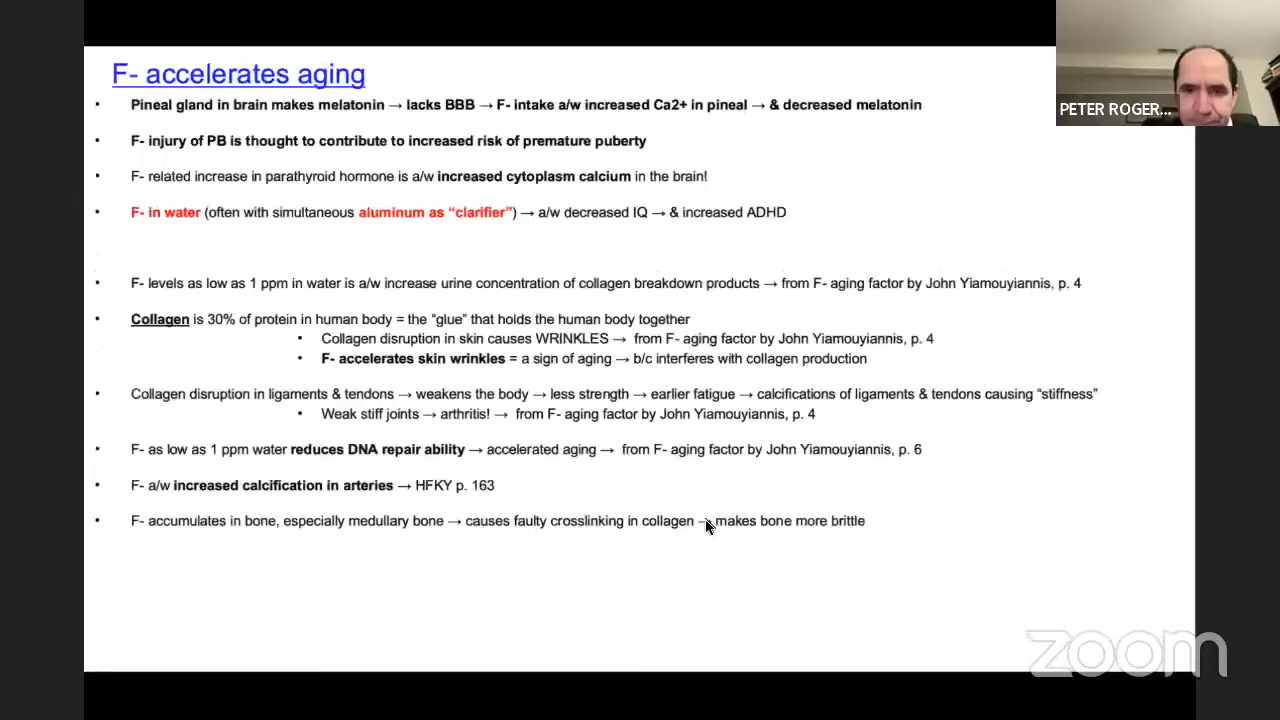 F- accelerates aging
PETER ROGER...
• Pineal gland in brain makes melatonin → lacks BBB → F- intake a/w increased Ca2+ in pineal → & decreased melatonin
• F- injury of PB is thought to contribute to increased risk of premature puberty
• F- related increase in parathyroid hormone is a/w increased cytoplasm calcium in the brain!
• F- in water (often with simultaneous aluminum as “clarifier”) → a/w decreased IQ → & increased ADHD
• F- levels as low as 1 ppm in water is a/w increase urine concentration of collagen breakdown products → from F- aging factor by John Yiamouyiannis, p. 4
• Collagen is 30% of protein in human body = the “glue” that holds the human body together
• Collagen disruption in skin causes WRINKLES → from F- aging factor by John Yiamouyiannis, p. 4
• F- accelerates skin wrinkles = a sign of aging → b/c interferes with collagen production
• Collagen disruption in ligaments & tendons → weakens the body → less strength → earlier fatigue → calcifications of ligaments & tendons causing “stiffness”
• Weak stiff joints → arthritis! → from F- aging factor by John Yiamouyiannis, p. 4
• F- as low as 1 ppm water reduces DNA repair ability → accelerated aging → from F- aging factor by John Yiamouyiannis, p. 6
• F- a/w increased calcification in arteries → HFKY p. 163
• F- accumulates in bone, especially medullary bone → causes faulty crosslinking in collagen → makes bone more brittle
zoom